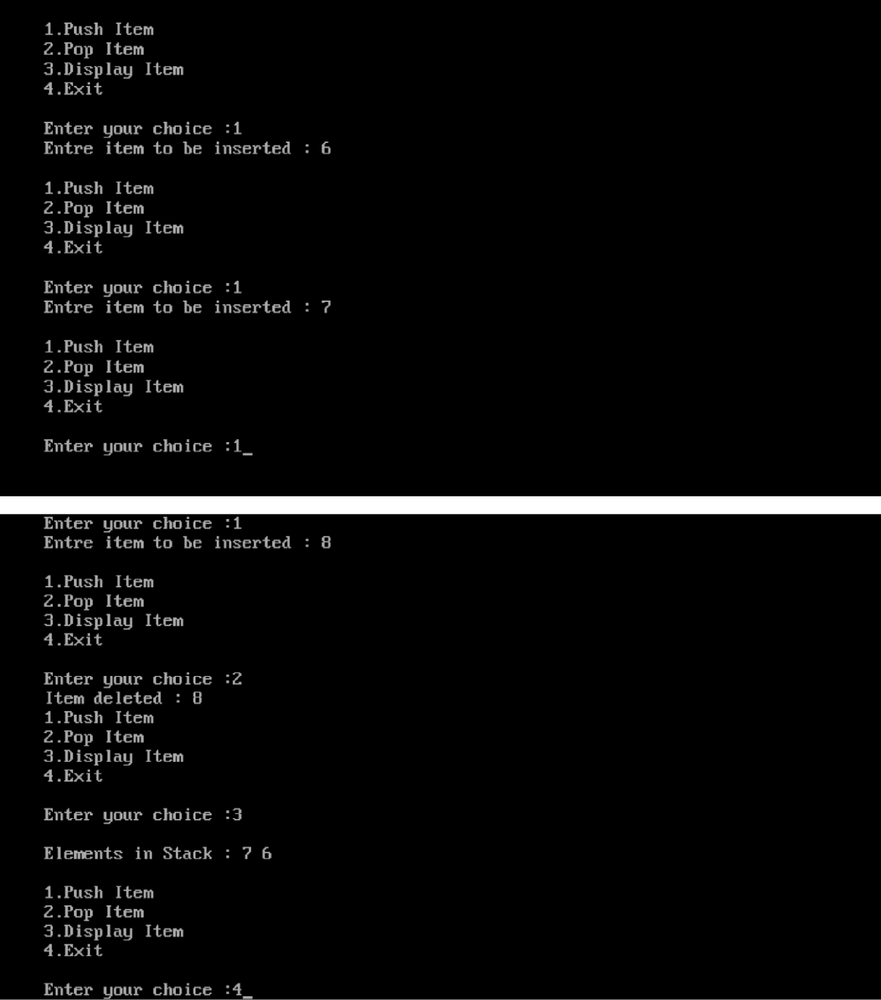 1.Push Item
2.Pop Item
3.Display Item
4.Exit
Enter your choice :1
Entre item to be inserted : 6
1.Push Item
2.Pop Item
3.Display Item
4.Exit
Enter your choice :1
Entre item to be inserted : 7
1.Push Item
2.Pop Item
3.Display Item
4.Exit
Enter your choice :1_
Enter your choice :1
Entre item to be inserted : 8
1.Push Item
2.Pop Item
3.Display Item
4.Exit
Enter your choice :2
Item deleted : 8
1.Push Item
2.Pop Item
3.Display Item
4.Exit
Enter your choice :3
Elements in Stack : 7 6
1.Push Item
2.Pop Item
3.Display Item
4.Exit
Enter your choice :4_